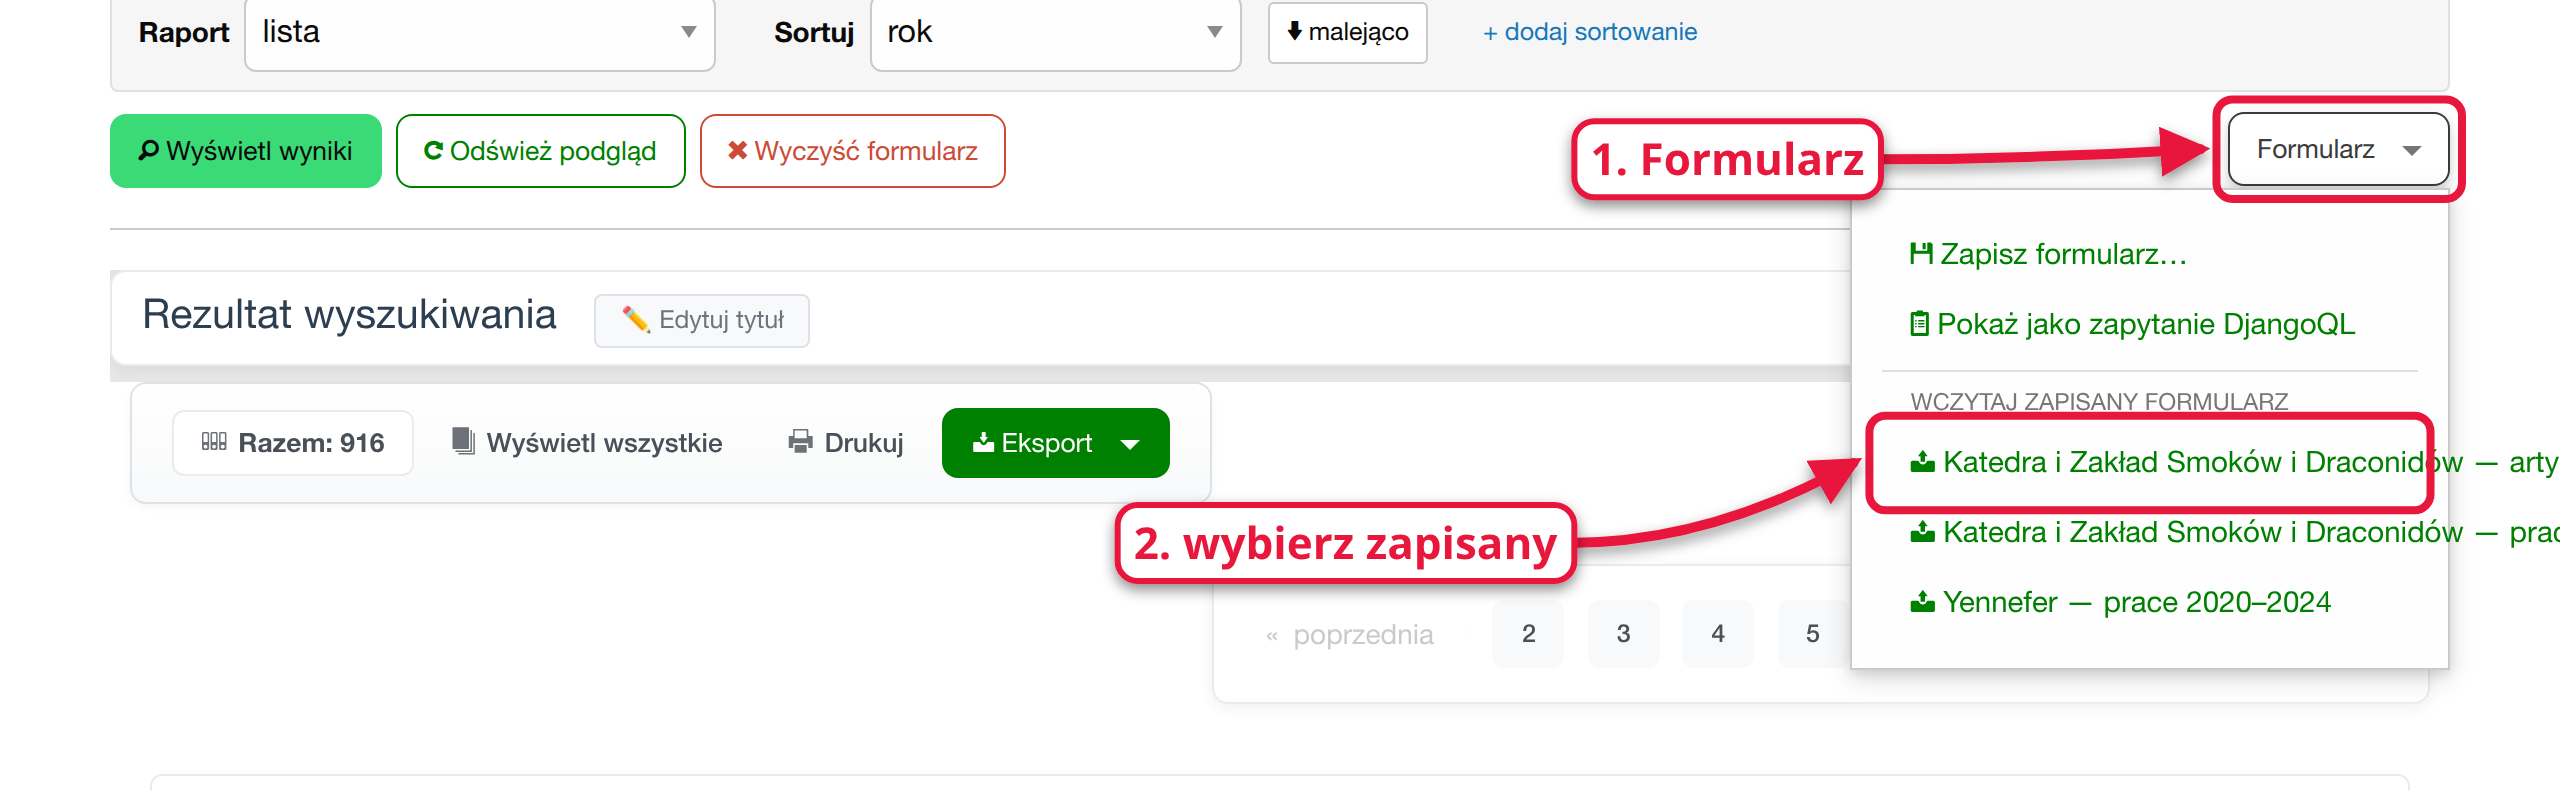 Raport lista Sortuj rok malejąco + dodaj sortowanie
Wyświetl wyniki Odśwież podgląd Wyczyść formularz 1. Formularz Formularz
Zapisz formularz...
Rezultat wyszukiwania Edytuj tytuł
Pokaż jako zapytanie DjangoQL
WCZYTAJ ZAPISANY FORMULARZ
Razem: 916 Wyświetl wszystkie Drukuj Eksport
Katedra i Zakład Smoków i Draconidów — arty
2. wybierz zapisany
Katedra i Zakład Smoków i Draconidów — prac
Yennefer — prace 2020–2024
« poprzednia 2 3 4 5